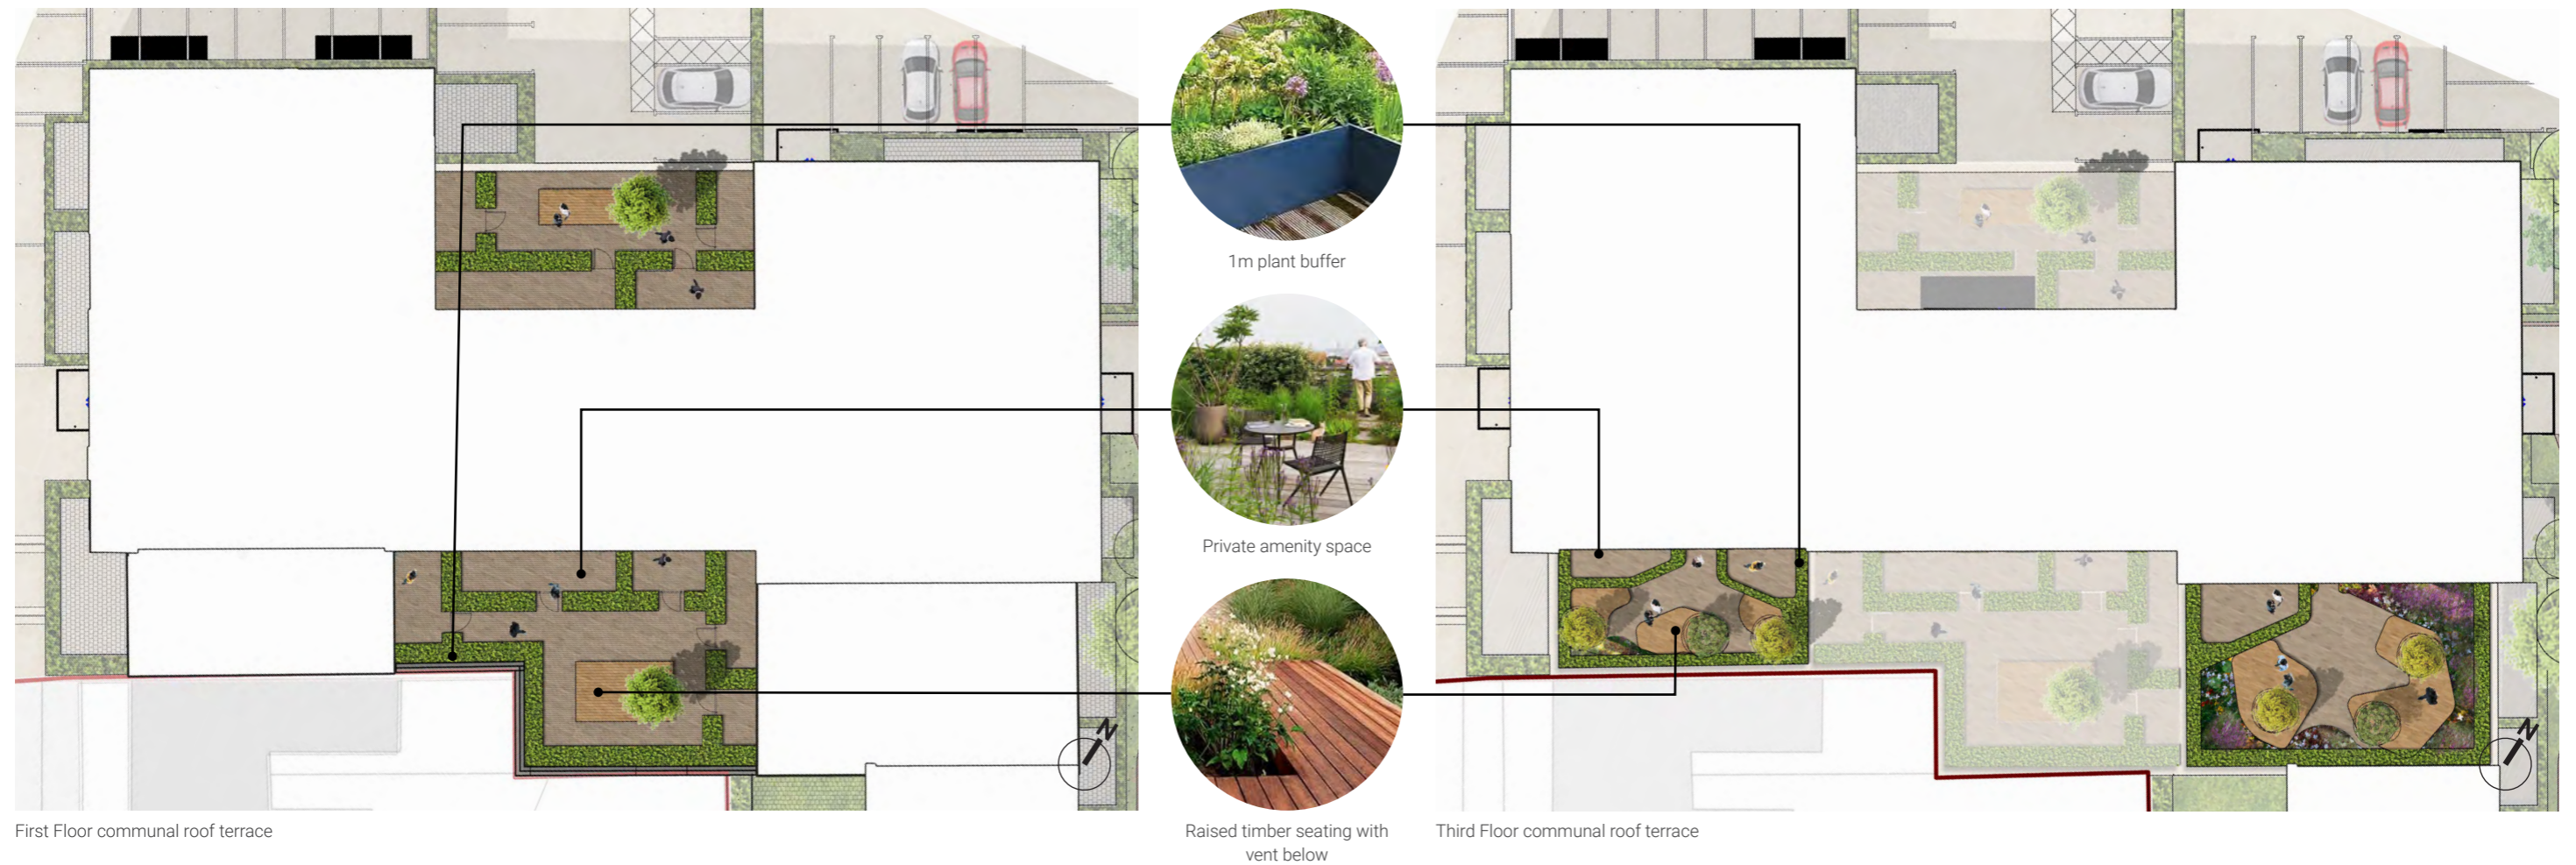 1m plant buffer
Private amenity space
N
N
First Floor communal roof terrace
Raised timber seating with
vent below
Third Floor communal roof terrace